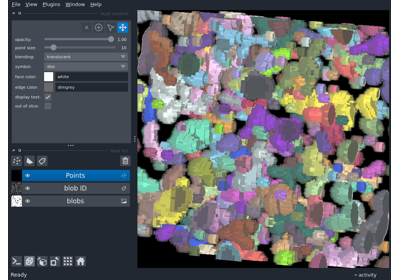 File View Plugins Window Help
opacity: 1.00
point size: 10
blending: translucent
symbol: disc
face color: white
edge color: dimgrey
display text:
out of slice:
Points
blob ID
blobs
Ready
activity